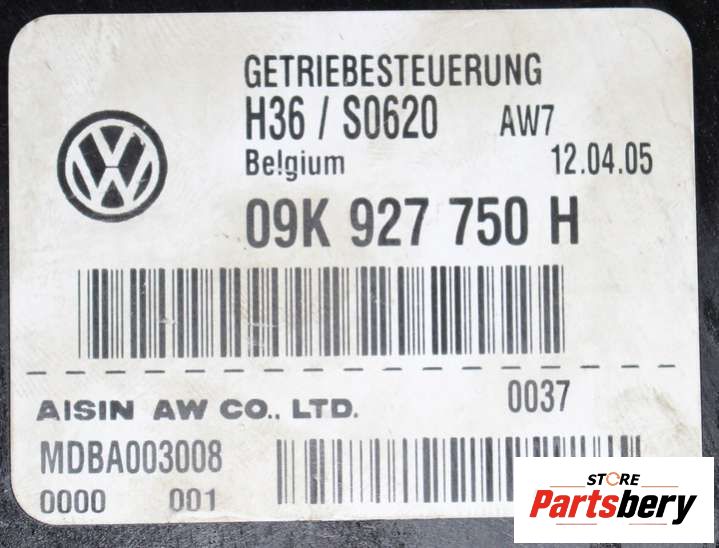 GETRIEBESTEUERUNG
H36 / S0620 AW7
Belgium 12.04.05
09K 927 750 H
AISIN AW CO., LTD. 0037
MDBA003008
0000 001
STORE
Partsbery